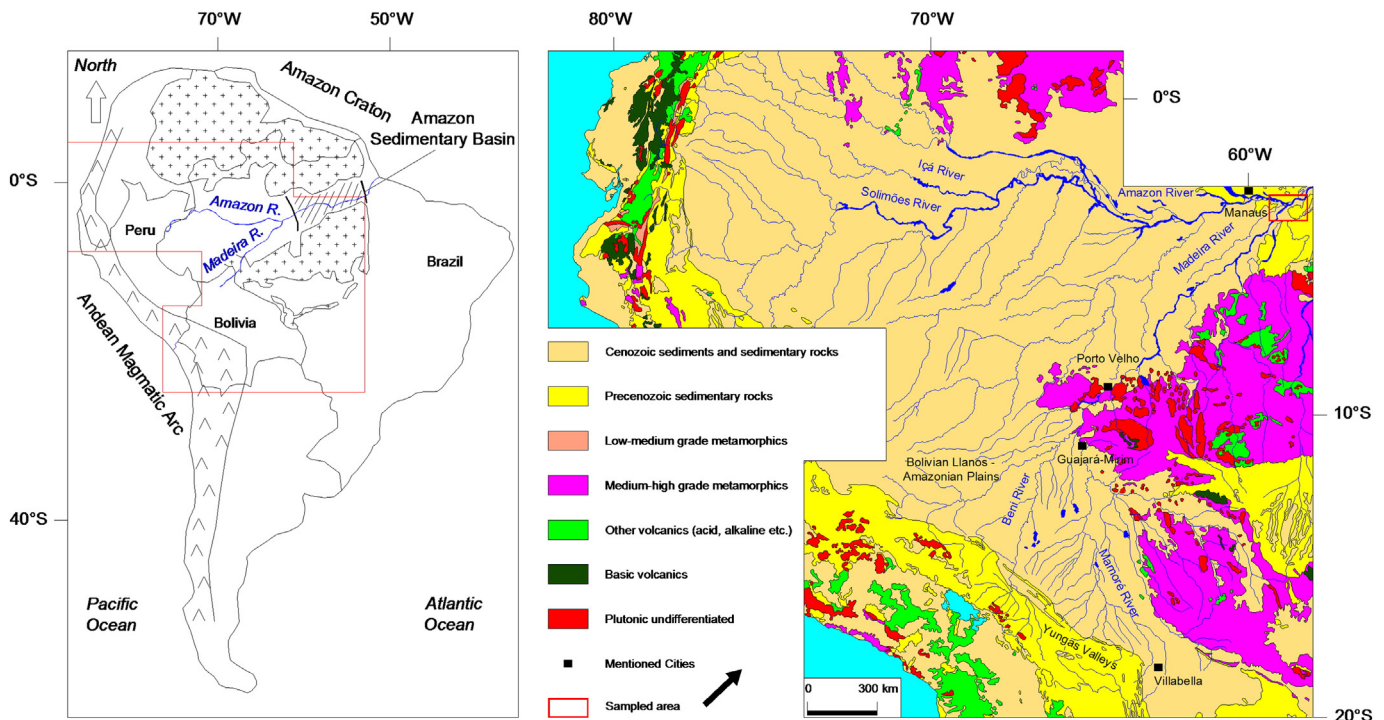 70°W
50°W
North
Amazon Craton
Amazon
Sedimentary Basin
0°S
Amazon R.
Peru
Madeira R.
Brazil
Bolivia
Andean Magmatic Arc
40°S
Pacific
Ocean
Atlantic
Ocean
80°W
70°W
0°S
60°W
Içá River
Solimões River
Amazon River
Manaus
Madeira River
Porto Velho
10°S
Guajará-Mirim
Bolivian Llanos -
Amazonian Plains
Beni River
Mamoré River
Yungas Valleys
Villabella
0
300 km
20°S
Cenozoic sediments and sedimentary rocks
Precenozoic sedimentary rocks
Low-medium grade metamorphics
Medium-high grade metamorphics
Other volcanics (acid, alkaline etc.)
Basic volcanics
Plutonic undifferentiated
Mentioned Cities
Sampled area